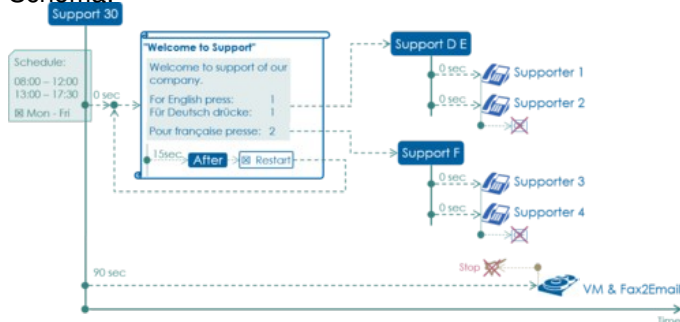 Schema:
Support 30
Schedule:
08:00 – 12:00
13:00 – 17:30
Mon - Fri
0 sec
"Welcome to Support"
Welcome to support of our
company.
For English press: 1
Für Deutsch drücke: 1
Pour française presse: 2
15sec
After
Restart
Support D E
0 sec
Supporter 1
0 sec
Supporter 2
Support F
0 sec
Supporter 3
0 sec
Supporter 4
90 sec
Stop
VM & Fax2Email
Time